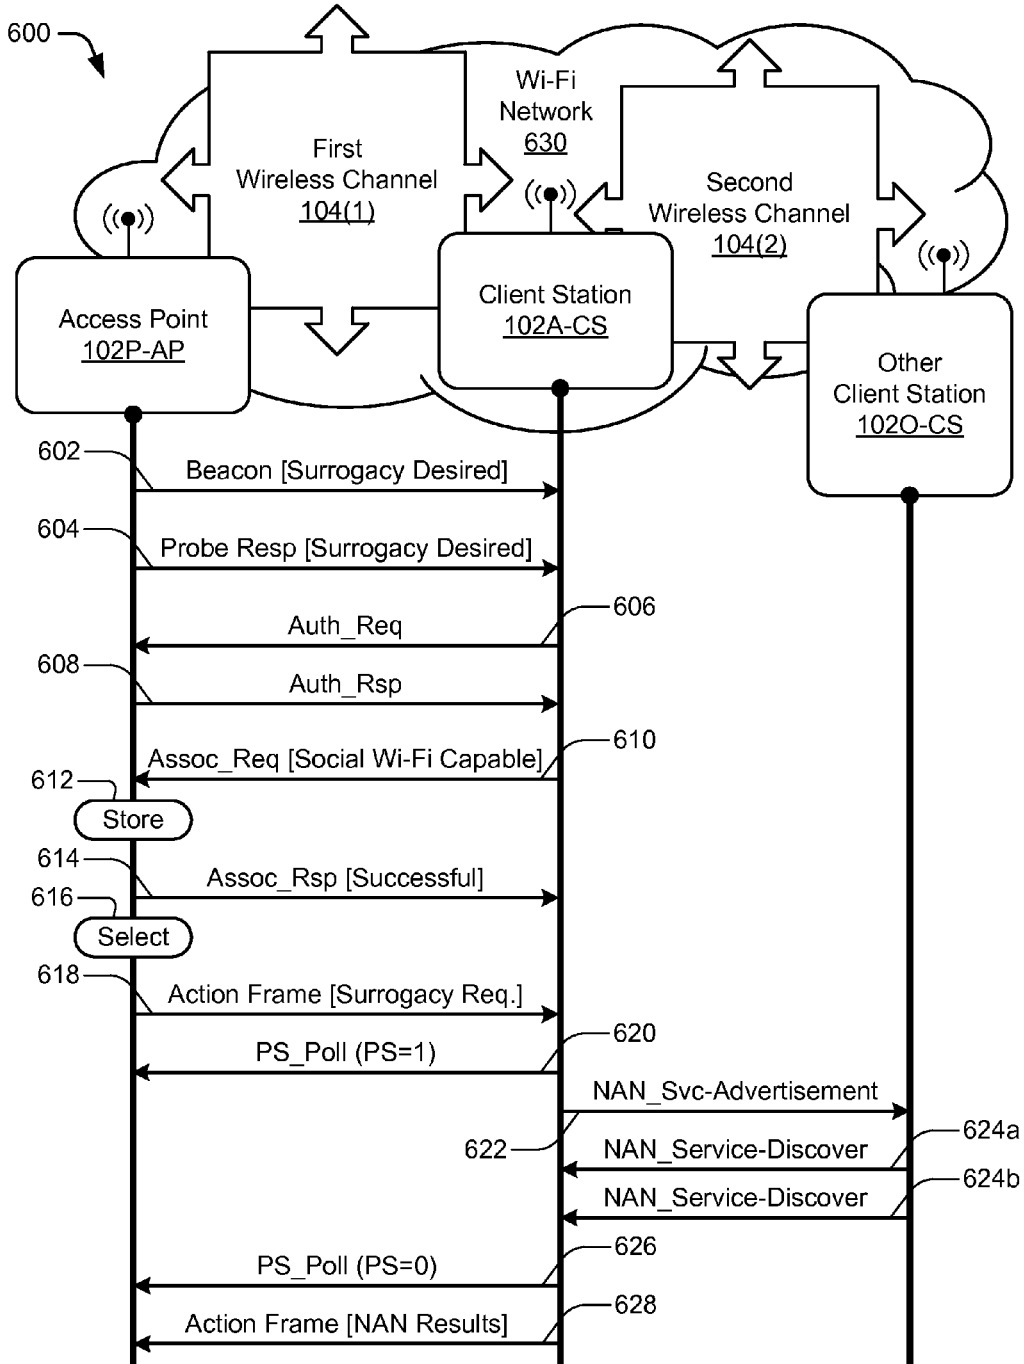 600
Wi-Fi
Network
630
First
Wireless Channel
104(1)
Second
Wireless Channel
104(2)
Access Point
102P-AP
Client Station
102A-CS
Other
Client Station
102O-CS
602
Beacon [Surrogacy Desired]
604
Probe Resp [Surrogacy Desired]
606
Auth_Req
608
Auth_Rsp
610
Assoc_Req [Social Wi-Fi Capable]
612
Store
614
Assoc_Rsp [Successful]
616
Select
618
Action Frame [Surrogacy Req.]
620
PS_Poll (PS=1)
NAN_Svc-Advertisement
622
624a
NAN_Service-Discover
624b
NAN_Service-Discover
626
PS_Poll (PS=0)
628
Action Frame [NAN Results]